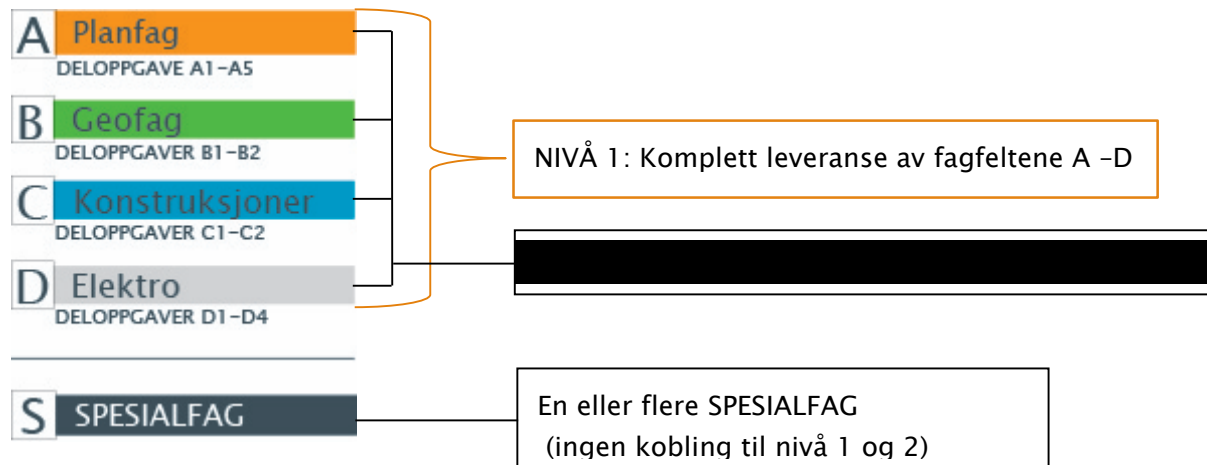 A Planfag
DELOPPGAVE A1-A5
B Geofag
DELOPPGAVER B1-B2
C Konstruksjoner
DELOPPGAVER C1-C2
D Elektro
DELOPPGAVER D1-D4
S SPESIALFAG
NIVÅ 1: Komplett leveranse av fagfeltene A –D
En eller flere SPESIALFAG
(ingen kobling til nivå 1 og 2)